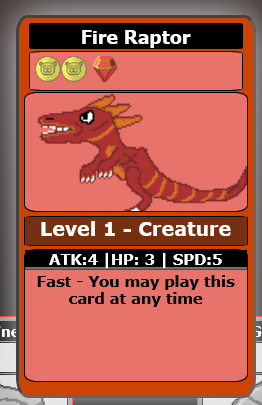 Fire Raptor
Level 1 - Creature
ATK:4 |HP: 3 | SPD:5
Fast - You may play this
card at any time